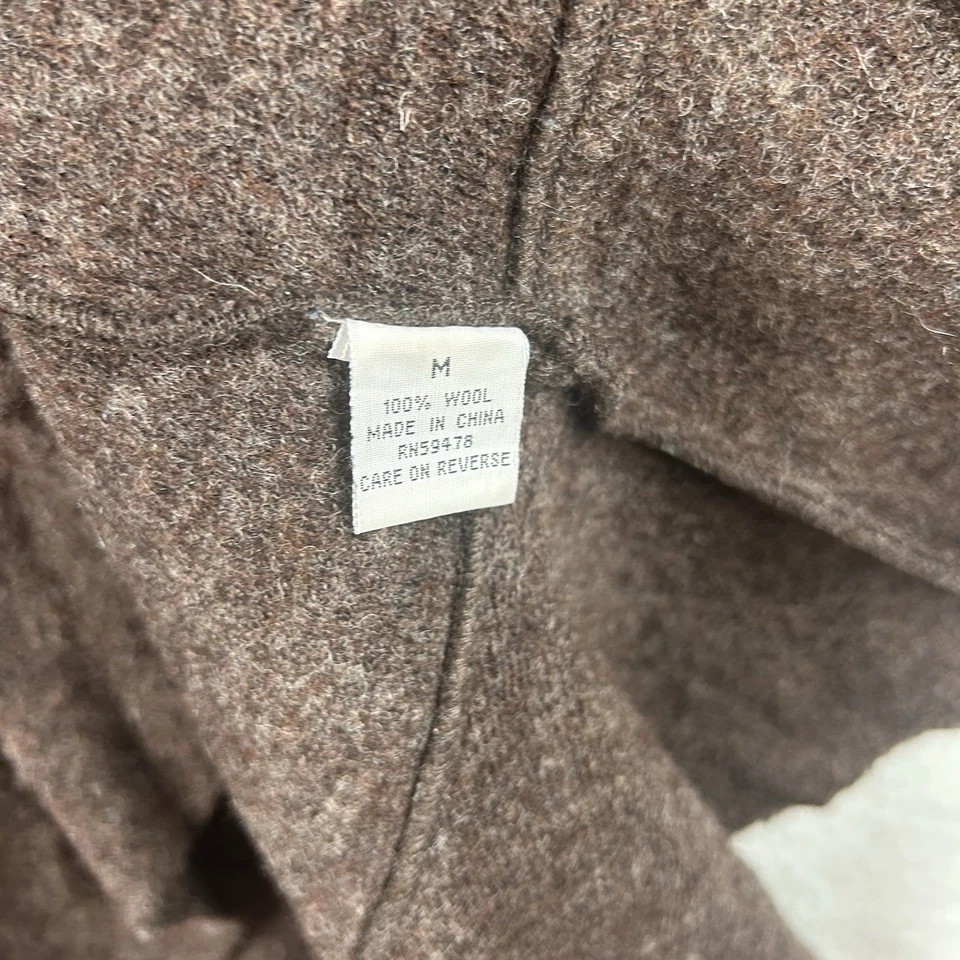 M
100% WOOL
MADE IN CHINA
RN59478
CARE ON REVERSE